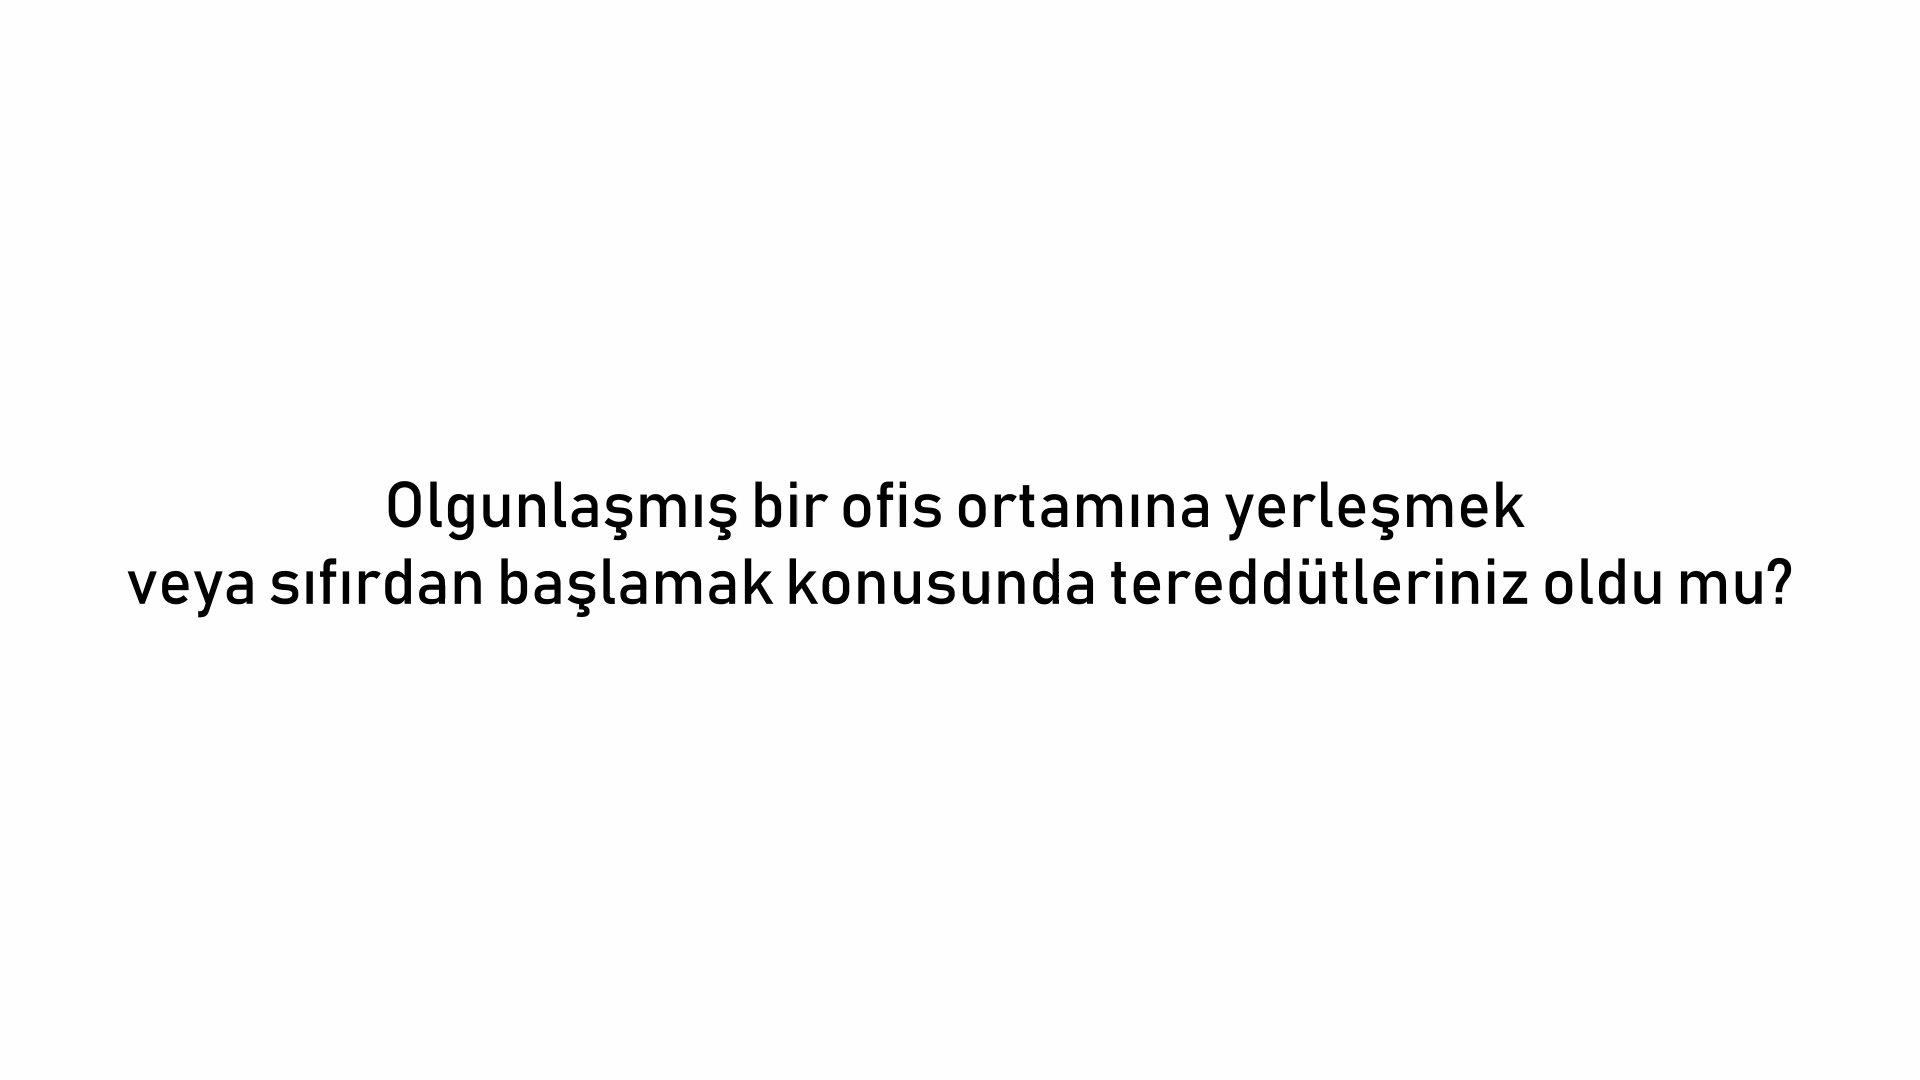 Olgunlaşmış bir ofis ortamına yerleşmek
veya sıfırdan başlamak konusunda tereddütleriniz oldu mu?